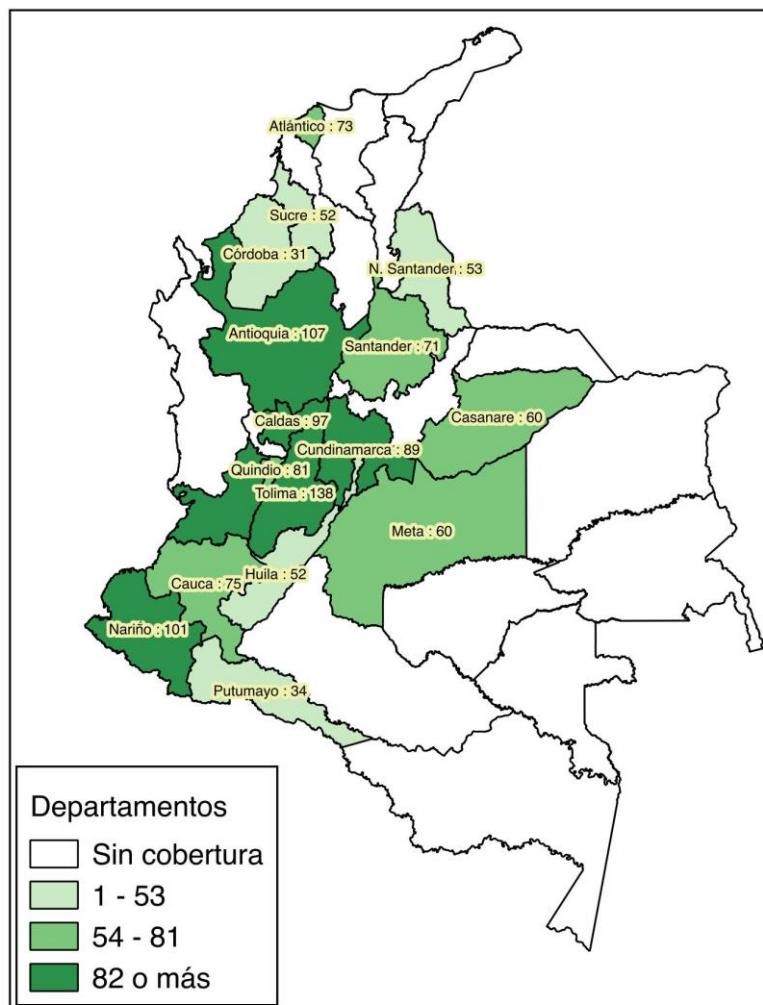 Atlántico : 73
Sucre : 52
Córdoba : 31
N. Santander : 53
Antioquia : 107
Santander : 71
Caldas : 97
Casanare : 60
Cundinamarca : 89
Quindio : 81
Tolima : 138
Meta : 60
Huila : 52
Cauca : 75
Nariño : 101
Putumayo : 34
Departamentos
Sin cobertura
1 - 53
54 - 81
82 o más